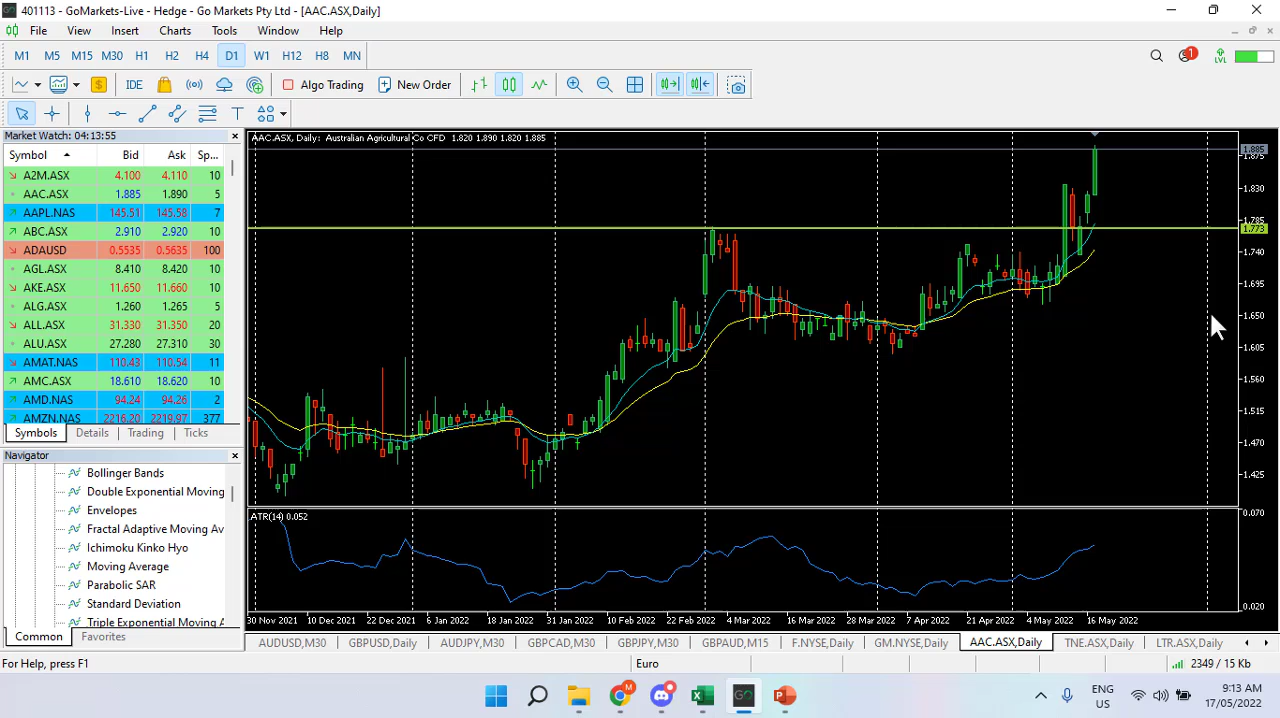 401113 - GoMarkets-Live - Hedge - Go Markets Pty Ltd - [AAC.ASX,Daily]
File View Insert Charts Tools Window Help
M1 M5 M15 M30 H1 H2 H4 D1 W1 H12 H8 MN
1
LVL
IDE Algo Trading New Order
Market Watch: 04:13:55
Symbol Bid Ask Sp...
A2M.ASX 4.100 4.110 10
AAC.ASX 1.885 1.890 5
AAPL.NAS 145.51 145.58 7
ABC.ASX 2.910 2.920 10
ADAUSD 0.5535 0.5635 100
AGL.ASX 8.410 8.420 10
AKE.ASX 11.650 11.660 10
ALG.ASX 1.260 1.265 5
ALL.ASX 31.330 31.350 20
ALU.ASX 27.280 27.310 30
AMAT.NAS 110.43 110.54 11
AMC.ASX 18.610 18.620 10
AMD.NAS 94.24 94.26 2
AMZN.NAS 2216.20 2219.97 377
Symbols Details Trading Ticks
Navigator
Bollinger Bands
Double Exponential Moving
Envelopes
Fractal Adaptive Moving Av
Ichimoku Kinko Hyo
Moving Average
Parabolic SAR
Standard Deviation
Triple Exponential Moving A
Common Favorites
AAC.ASX, Daily: Australian Agricultural Co CFD 1.820 1.890 1.820 1.885
1.885
1.875
1.830
1.785
1.773
1.740
1.695
1.650
1.605
1.560
1.515
1.470
1.425
ATR(14) 0.052
0.070
0.020
30 Nov 2021 10 Dec 2021 22 Dec 2021 6 Jan 2022 18 Jan 2022 31 Jan 2022 10 Feb 2022 22 Feb 2022 4 Mar 2022 16 Mar 2022 28 Mar 2022 7 Apr 2022 21 Apr 2022 4 May 2022 16 May 2022
AUDUSD,M30 GBPUSD,Daily AUDJPY,M30 GBPCAD,M30 GBPJPY,M30 GBPAUD,M15 F.NYSE,Daily GM.NYSE,Daily AAC.ASX,Daily TNE.ASX,Daily LTR.ASX,Daily
For Help, press F1 Euro 2349 / 15 Kb
GO
ENG
US
9:13 AM
17/05/2022